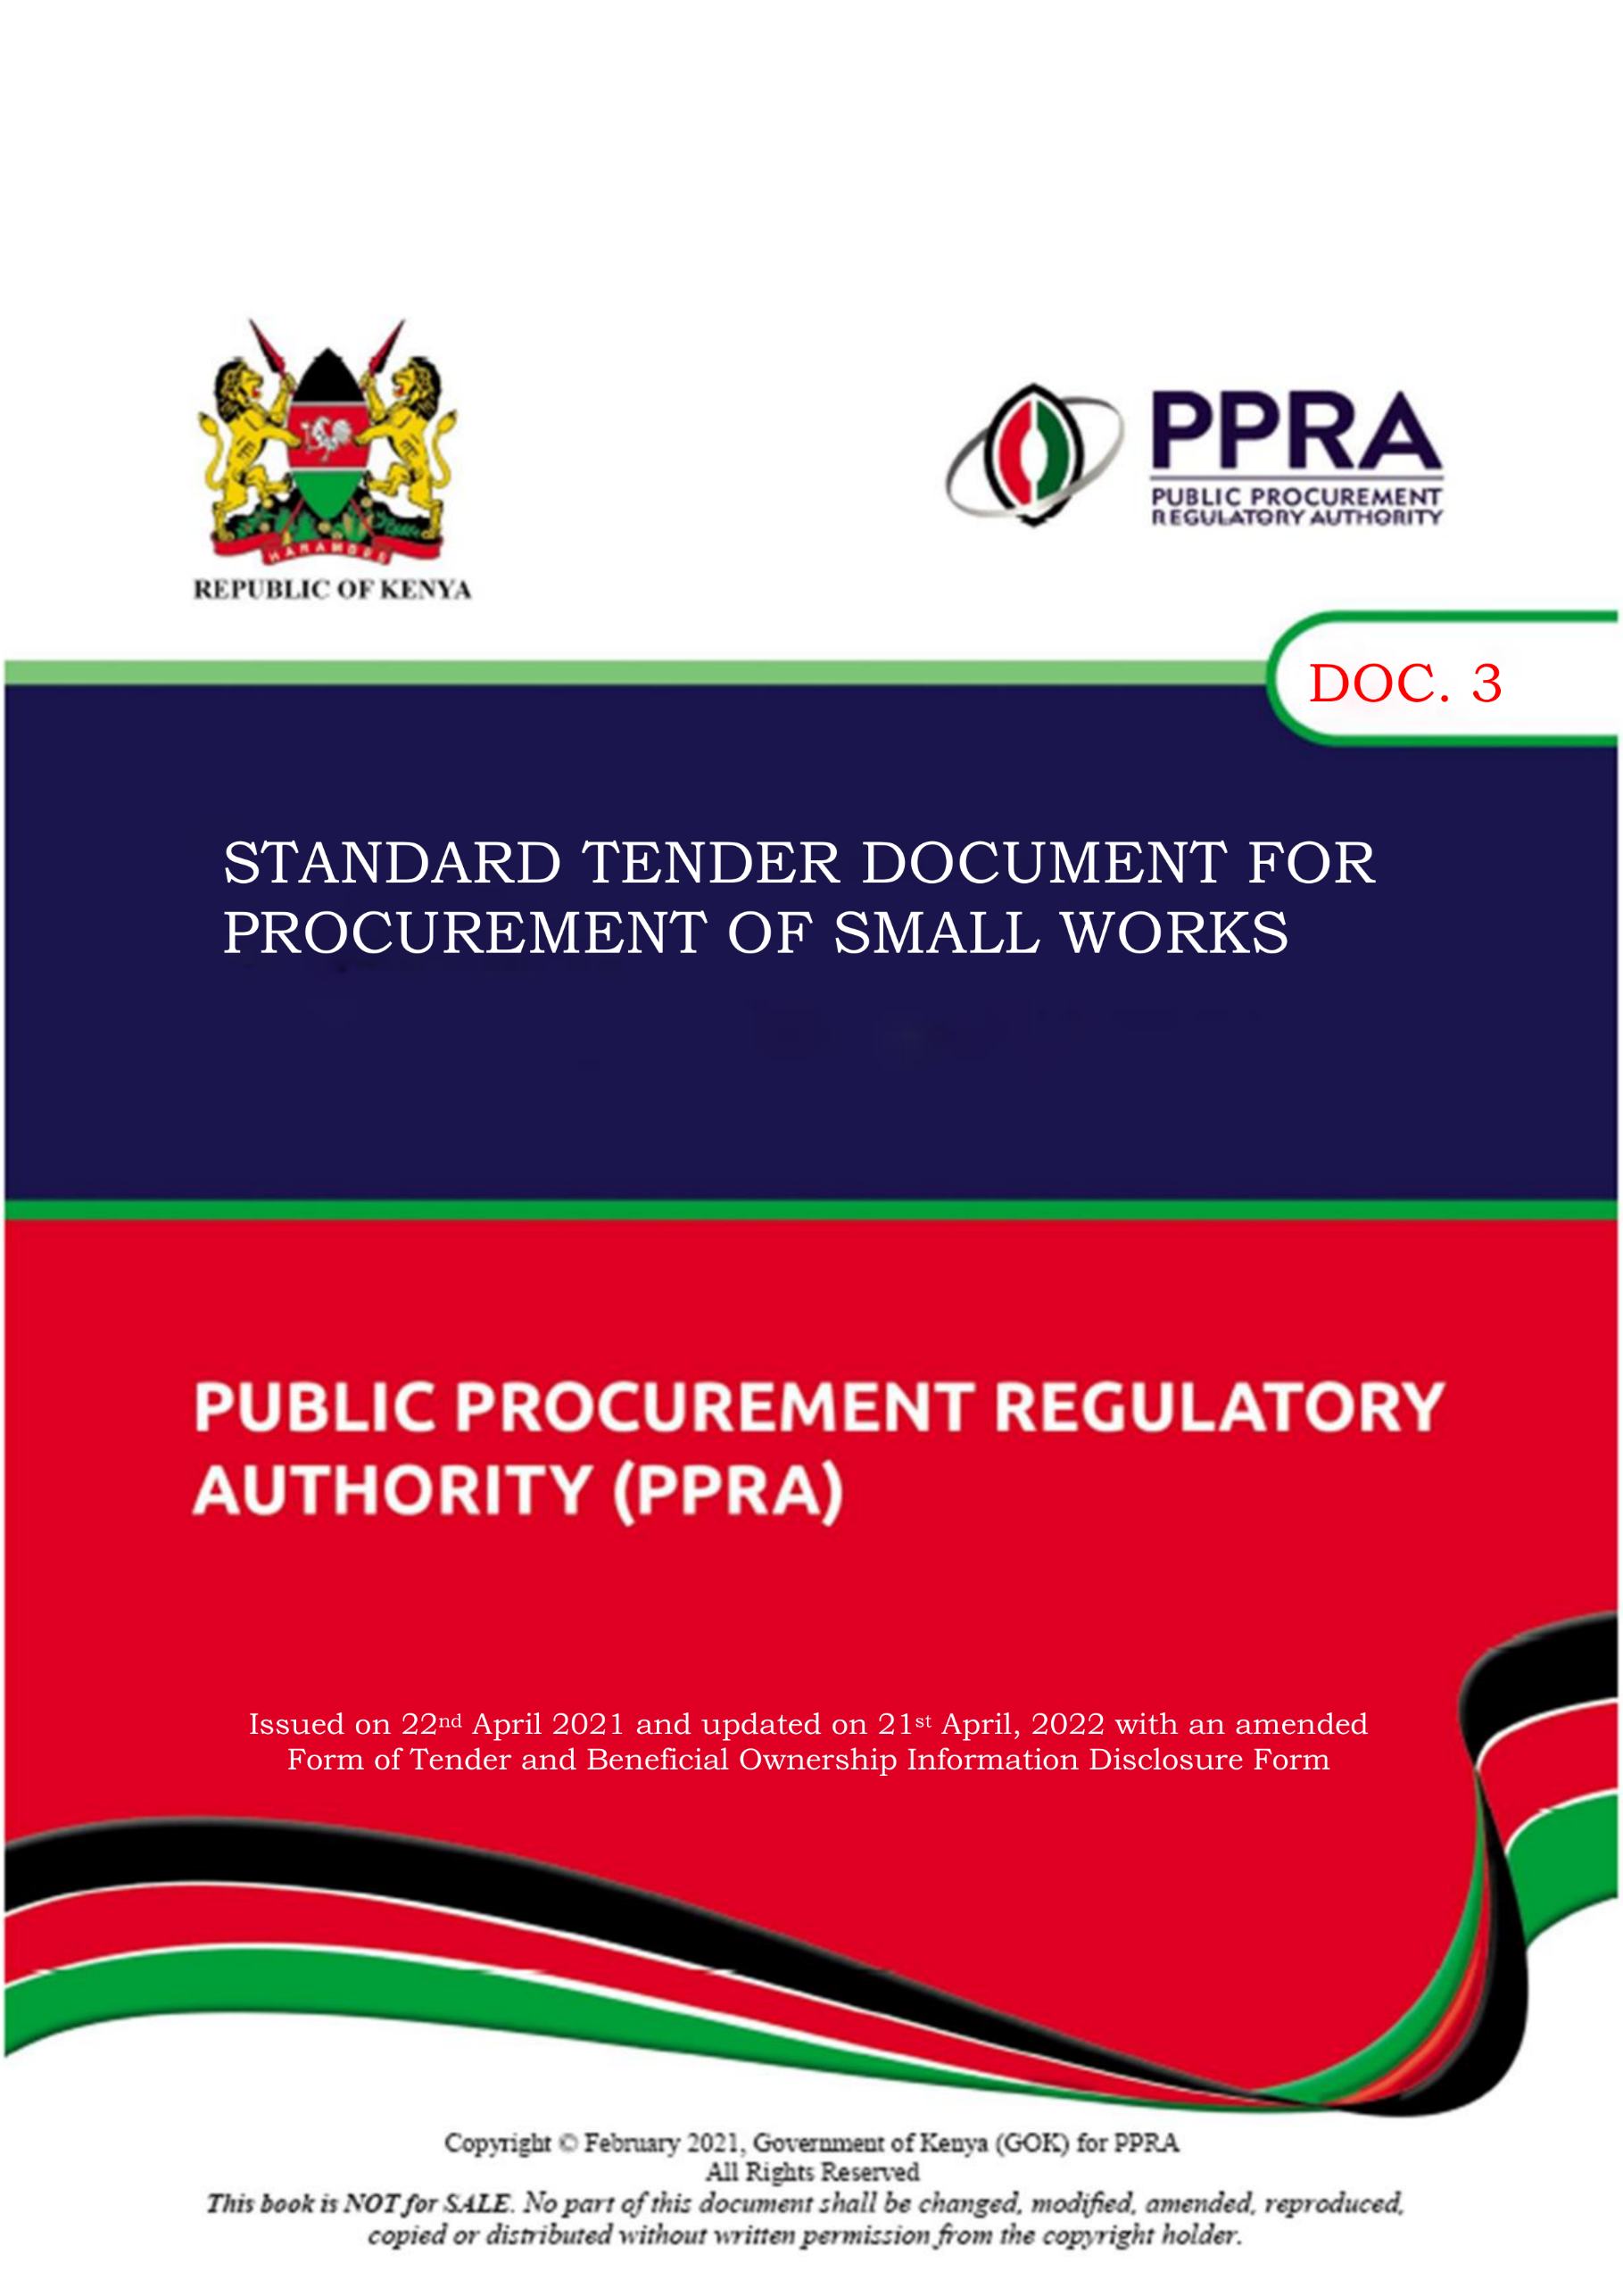 HARAMBEE
REPUBLIC OF KENYA
PPRA
PUBLIC PROCUREMENT
REGULATORY AUTHORITY
DOC. 3
STANDARD TENDER DOCUMENT FOR
PROCUREMENT OF SMALL WORKS
PUBLIC PROCUREMENT REGULATORY
AUTHORITY (PPRA)
Issued on 22nd April 2021 and updated on 21st April, 2022 with an amended
Form of Tender and Beneficial Ownership Information Disclosure Form
Copyright © February 2021, Government of Kenya (GOK) for PPRA
All Rights Reserved
This book is NOT for SALE. No part of this document shall be changed, modified, amended, reproduced,
copied or distributed without written permission from the copyright holder.